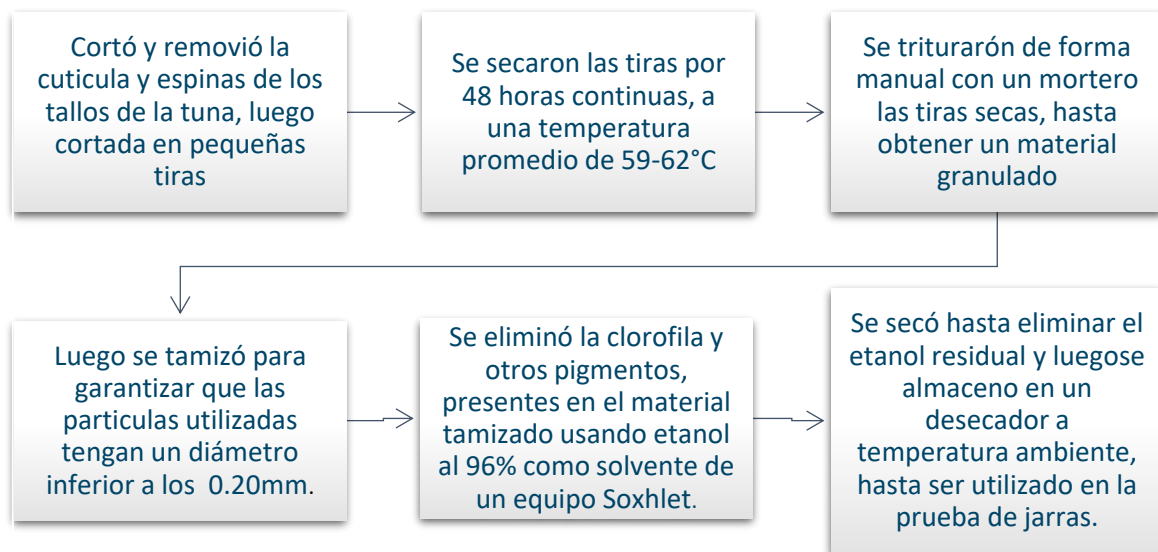 Cortó y removió la
cuticula y espinas de los
tallos de la tuna, luego
cortada en pequeñas
tiras
Se secaron las tiras por
48 horas continuas, a
una temperatura
promedio de 59-62°C
Se triturarón de forma
manual con un mortero
las tiras secas, hasta
obtener un material
granulado
Luego se tamizó para
garantizar que las
particulas utilizadas
tengan un diámetro
inferior a los 0.20mm.
Se eliminó la clorofila y
otros pigmentos,
presentes en el material
tamizado usando etanol
al 96% como solvente de
un equipo Soxhlet.
Se secó hasta eliminar el
etanol residual y luegose
almaceno en un
desecador a
temperatura ambiente,
hasta ser utilizado en la
prueba de jarras.